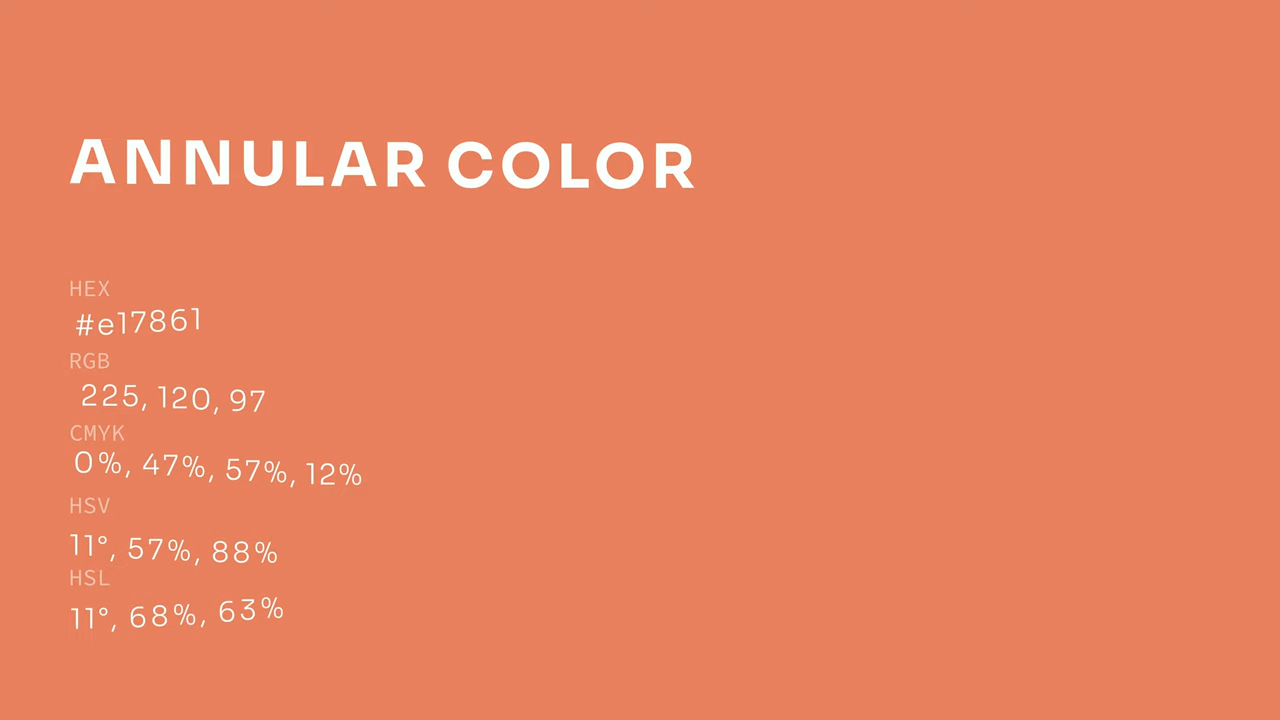 ANNULAR COLOR
HEX
#e17861
RGB
225, 120, 97
CMYK
0%, 47%, 57%, 12%
HSV
11°, 57%, 88%
HSL
11°, 68%, 63%